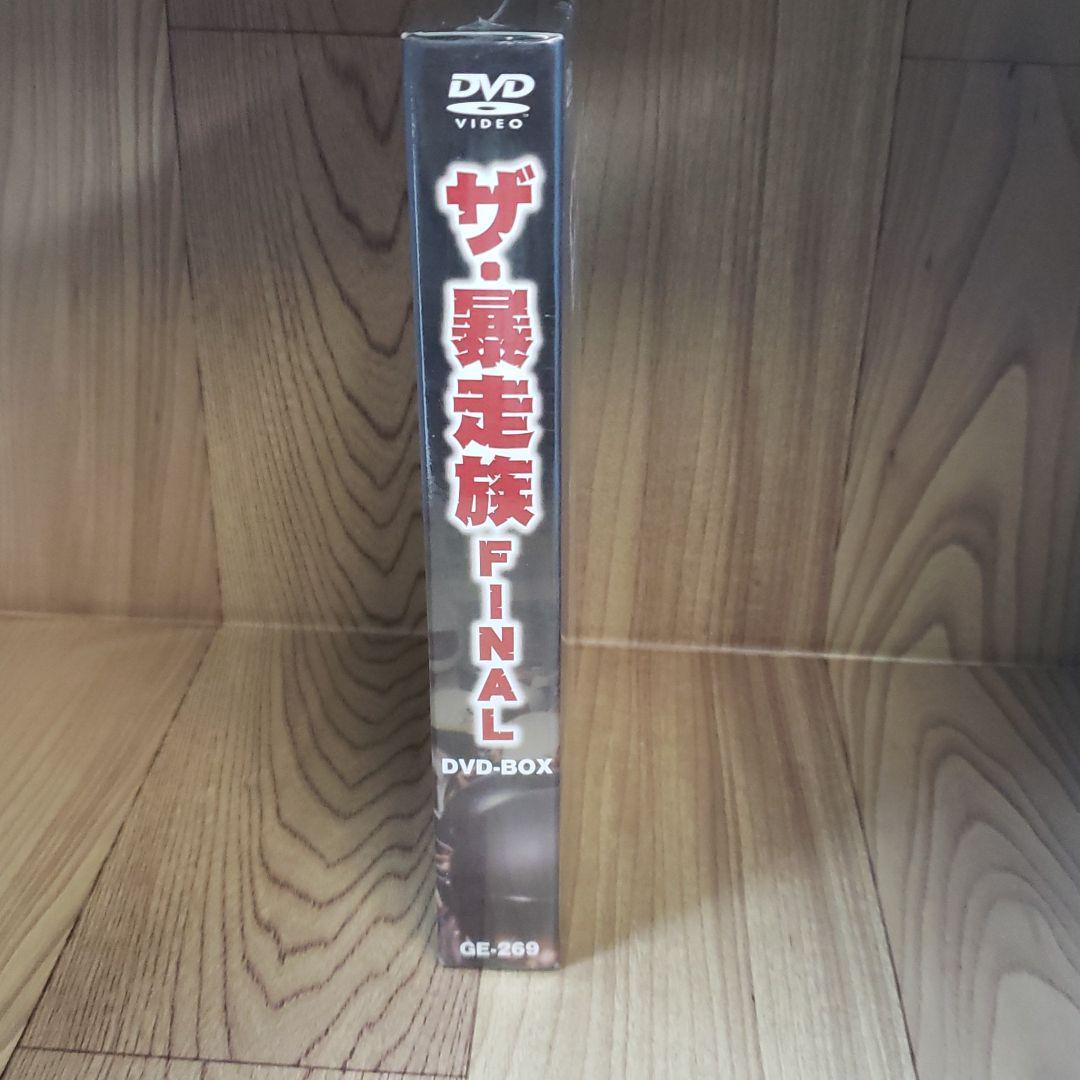 DVD
VIDEO
ザ・暴走族
FINAL
DVD-BOX
GE-269